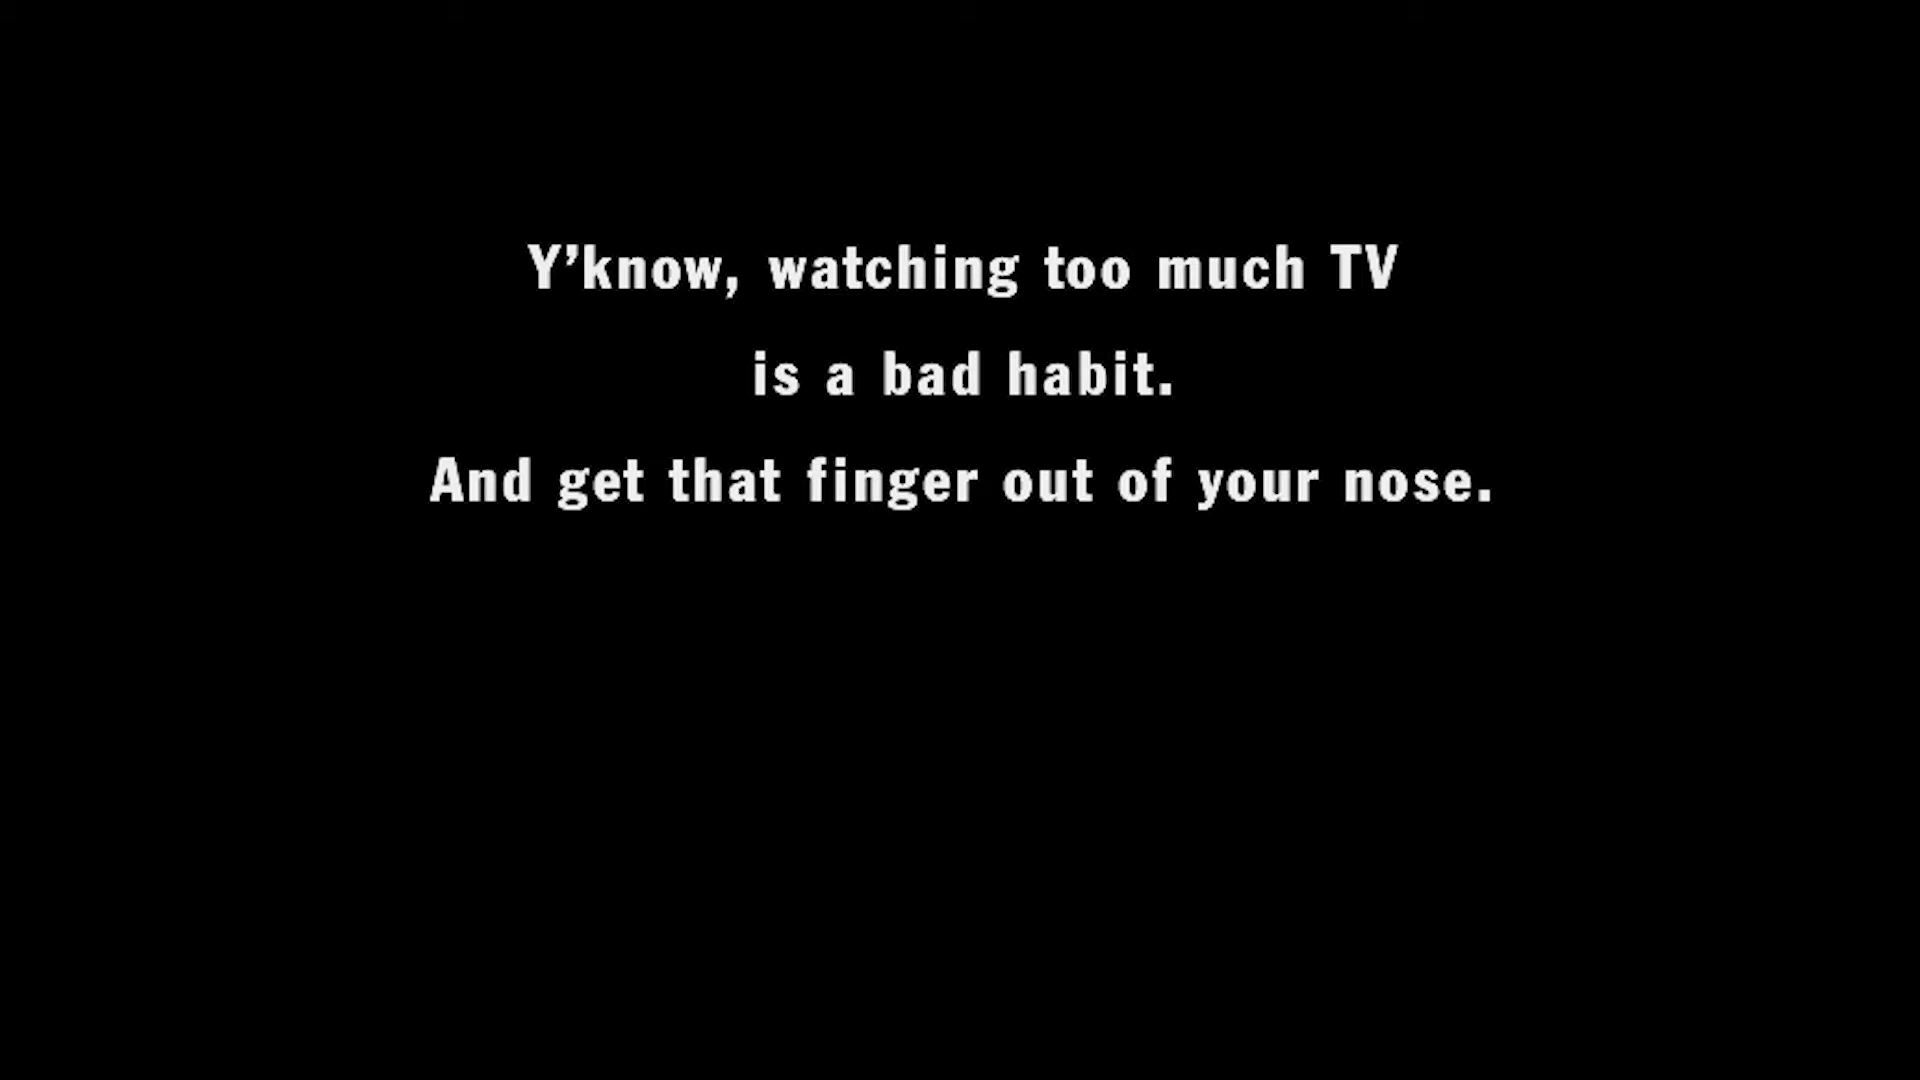 Y’know, watching too much TV
is a bad habit.
And get that finger out of your nose.